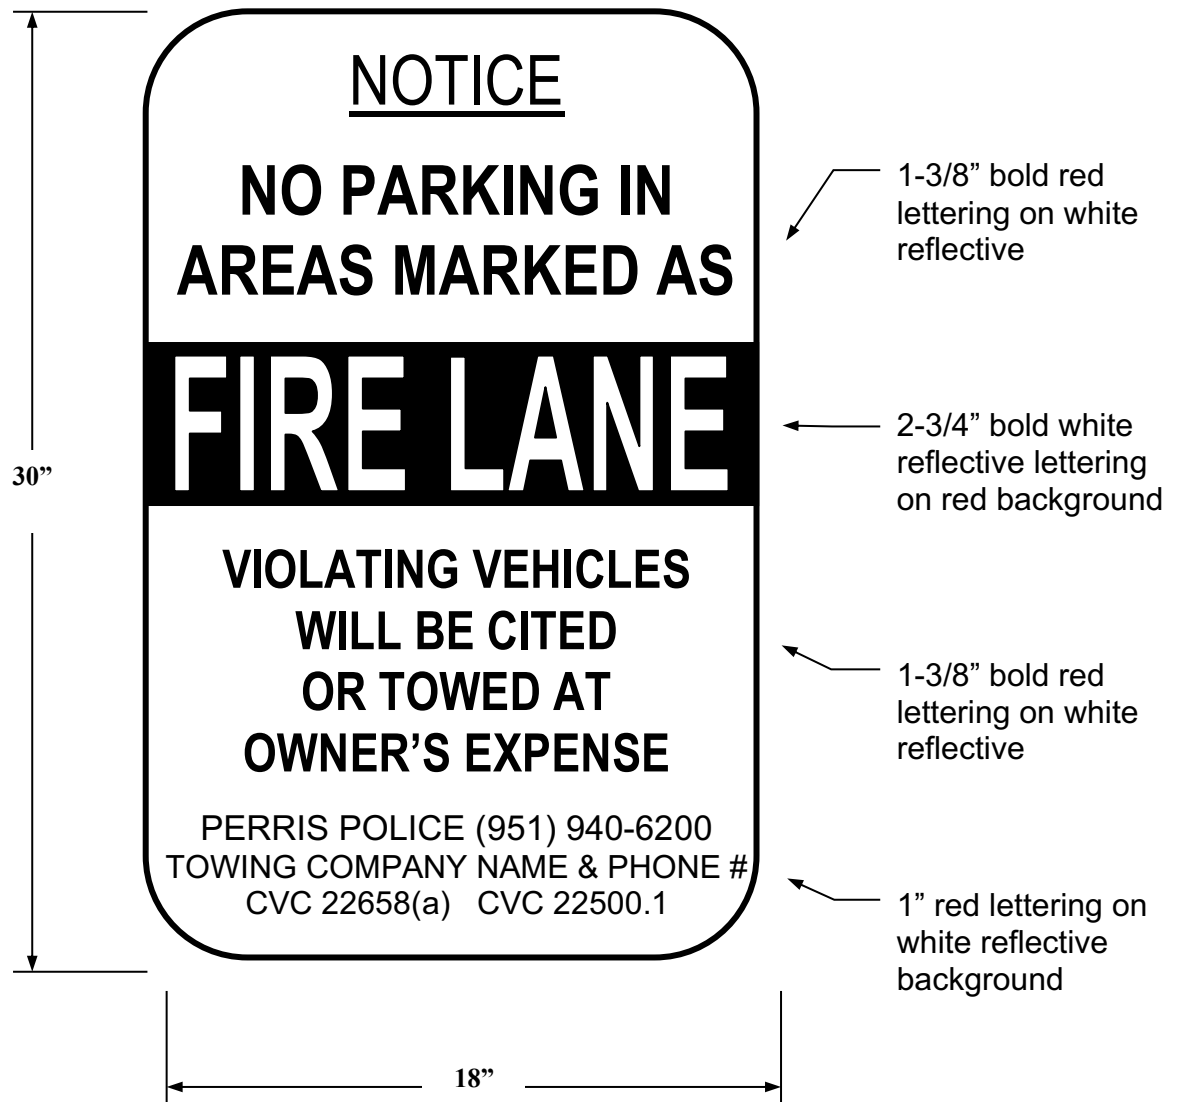 NOTICE
NO PARKING IN
AREAS MARKED AS
FIRE LANE
VIOLATING VEHICLES
WILL BE CITED
OR TOWED AT
OWNER’S EXPENSE
PERRIS POLICE (951) 940-6200
TOWING COMPANY NAME & PHONE #
CVC 22658(a) CVC 22500.1
30”
18”
1-3/8” bold red
lettering on white
reflective
2-3/4” bold white
reflective lettering
on red background
1-3/8” bold red
lettering on white
reflective
1” red lettering on
white reflective
background